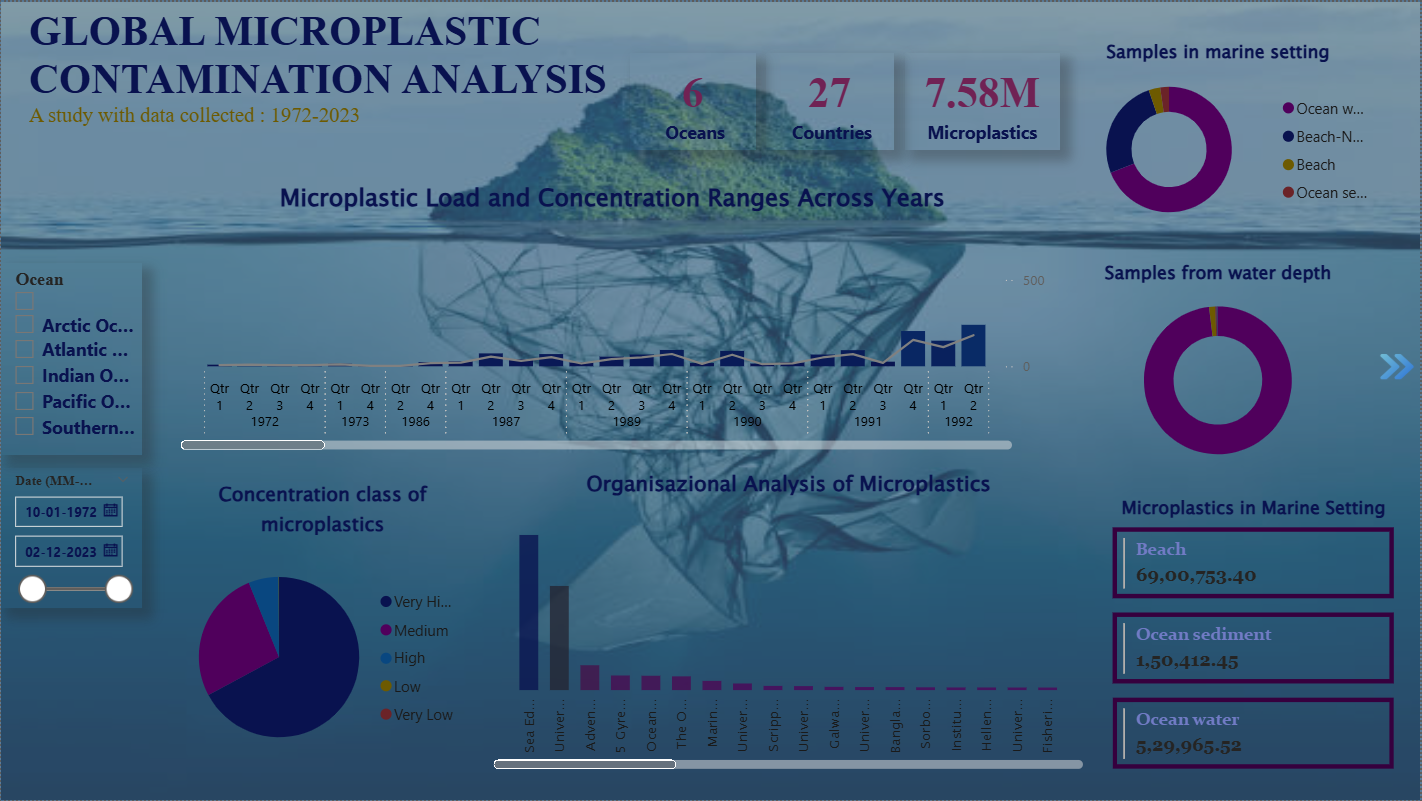 GLOBAL MICROPLASTIC
CONTAMINATION ANALYSIS
A study with data collected : 1972-2023
6
Oceans
27
Countries
7.58M
Microplastics
Samples in marine setting
Ocean w...
Beach-N...
Beach
Ocean se...
Microplastic Load and Concentration Ranges Across Years
500
0
Qtr Qtr Qtr Qtr Qtr Qtr Qtr Qtr Qtr Qtr Qtr Qtr Qtr Qtr Qtr Qtr Qtr Qtr Qtr Qtr Qtr Qtr Qtr Qtr Qtr Qtr
1 2 3 4 1 4 2 4 1 2 3 4 1 2 3 4 1 2 3 4 1 2 3 4 1 2
1972 1973 1986 1987 1989 1990 1991 1992
Ocean
Arctic Oc...
Atlantic ...
Indian O...
Pacific O...
Southern...
Date (MM-...
10-01-1972
02-12-2023
Samples from water depth
Concentration class of
microplastics
Very Hi...
Medium
High
Low
Very Low
Organisazional Analysis of Microplastics
Sea Ed...
Univer...
Adven...
5 Gyre...
Ocean...
The O...
Marin...
Univer...
Scripp...
Univer...
Galwa...
Univer...
Bangla...
Sorbo...
Institu...
Hellen...
Univer...
Fisheri...
Microplastics in Marine Setting
Beach
69,00,753.40
Ocean sediment
1,50,412.45
Ocean water
5,29,965.52